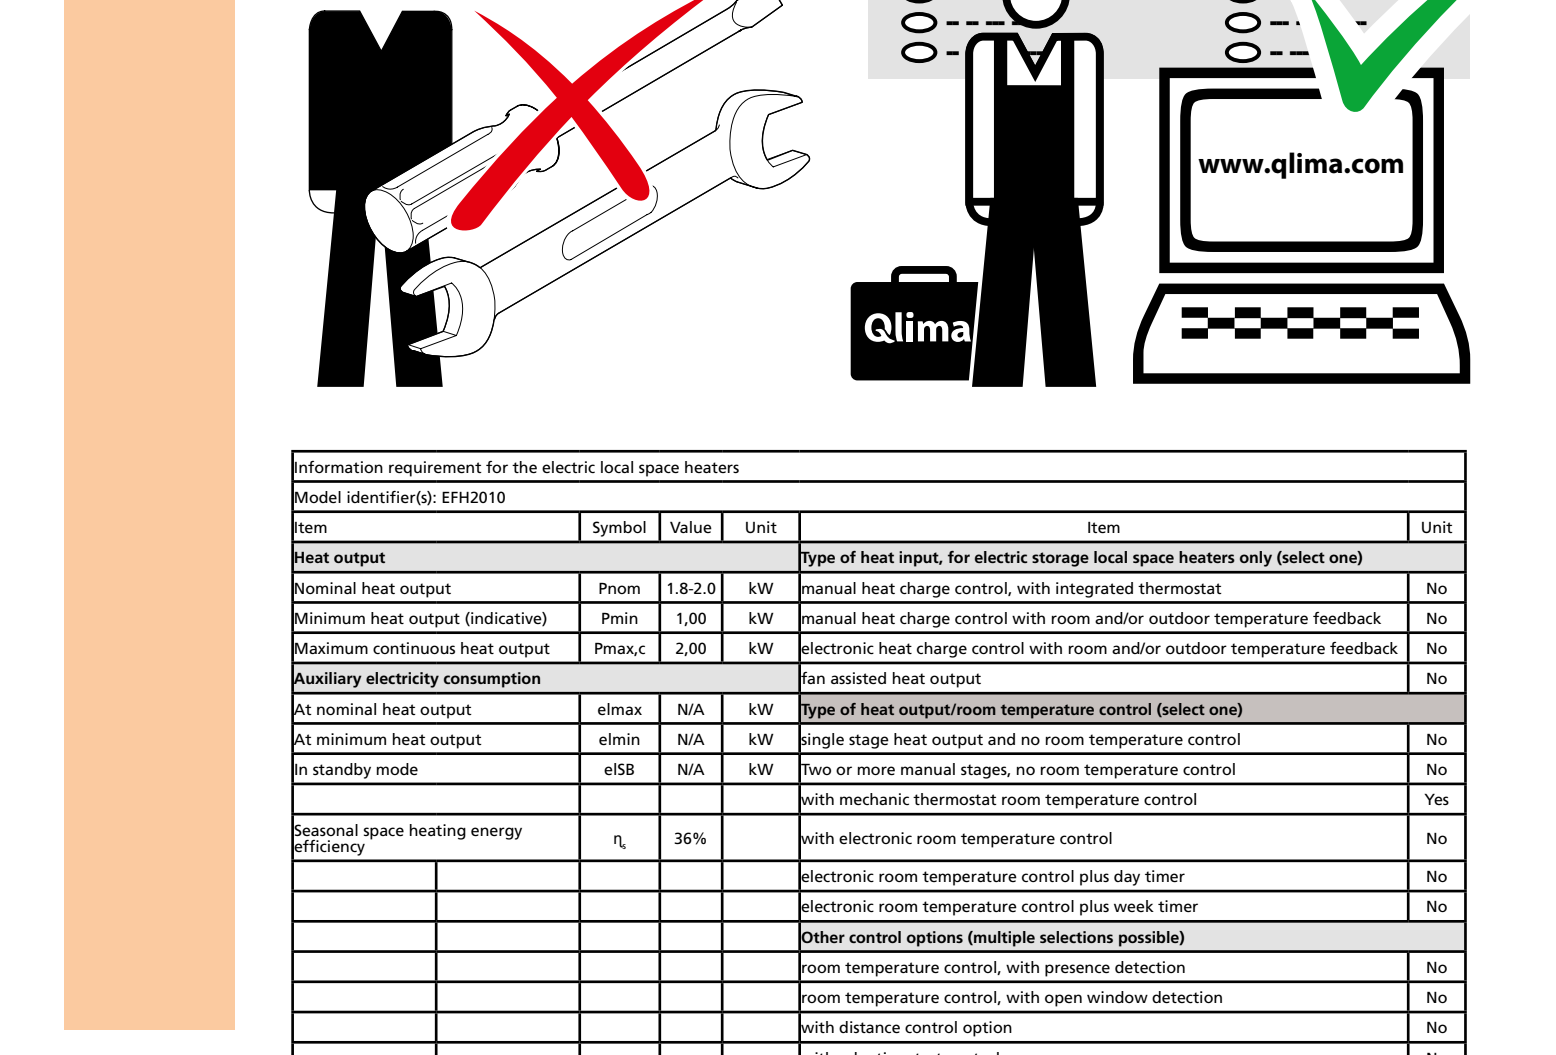 www.qlima.com
Qlima
Information requirement for the electric local space heaters
Model identifier(s): EFH2010
Item Symbol Value Unit Item Unit
Heat output Type of heat input, for electric storage local space heaters only (select one)
Nominal heat output Pnom 1.8-2.0 kW manual heat charge control, with integrated thermostat No
Minimum heat output (indicative) Pmin 1,00 kW manual heat charge control with room and/or outdoor temperature feedback No
Maximum continuous heat output Pmax,c 2,00 kW electronic heat charge control with room and/or outdoor temperature feedback No
Auxiliary electricity consumption fan assisted heat output No
At nominal heat output elmax N/A kW Type of heat output/room temperature control (select one)
At minimum heat output elmin N/A kW single stage heat output and no room temperature control No
In standby mode elSB N/A kW Two or more manual stages, no room temperature control No
with mechanic thermostat room temperature control Yes
Seasonal space heating energy
efficiency ηs 36% with electronic room temperature control No
electronic room temperature control plus day timer No
electronic room temperature control plus week timer No
Other control options (multiple selections possible)
room temperature control, with presence detection No
room temperature control, with open window detection No
with distance control option No